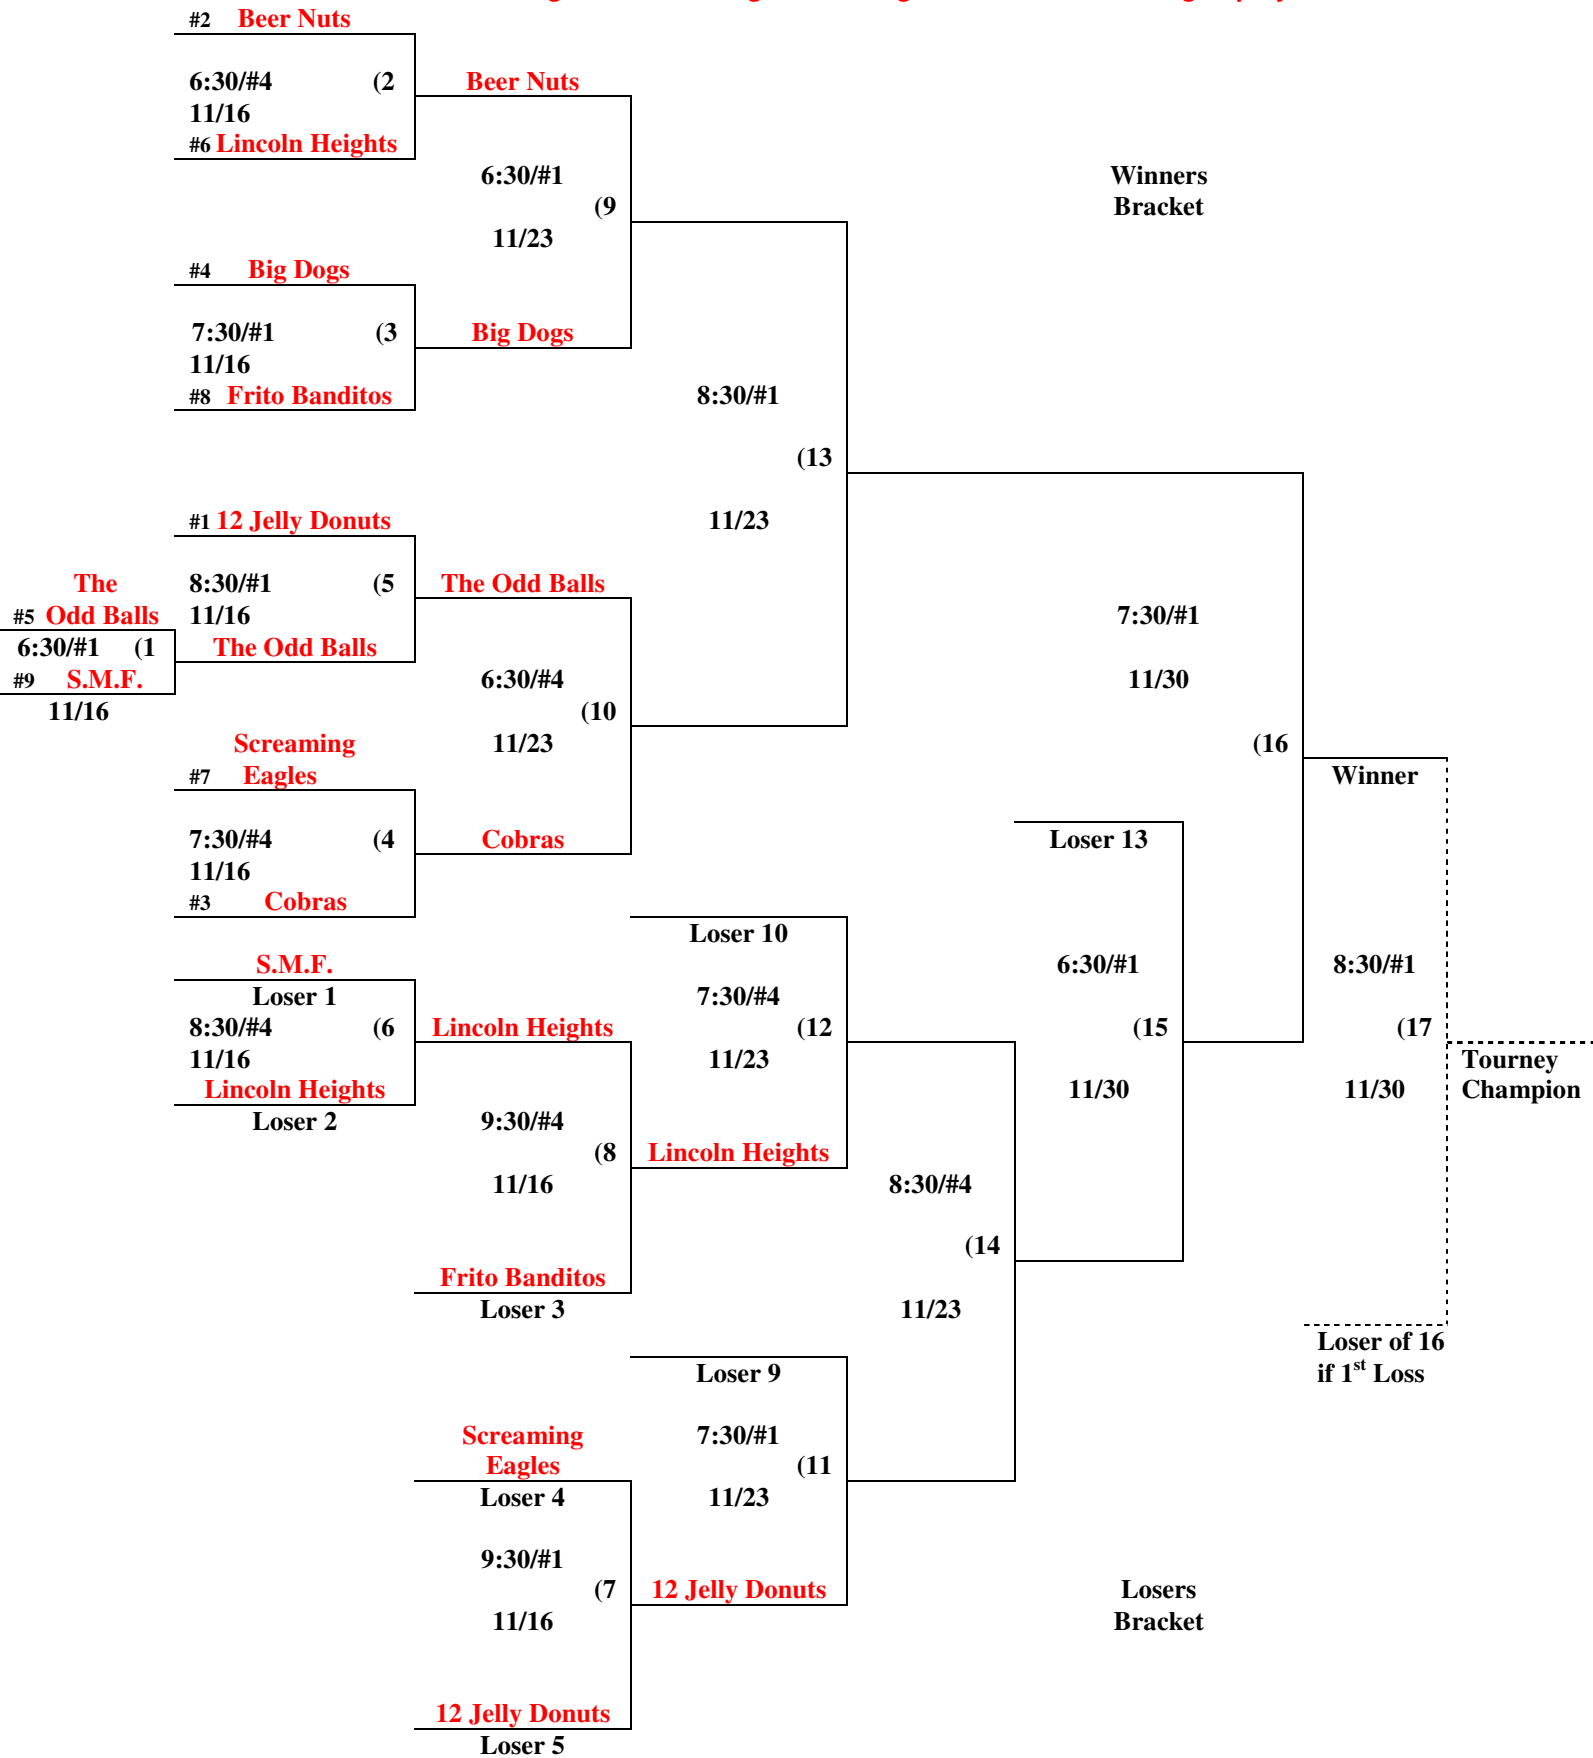 #2 Beer Nuts
6:30/#4 (2
11/16
#6 Lincoln Heights
Beer Nuts
6:30/#1
(9
11/23
Winners
Bracket
#4 Big Dogs
7:30/#1 (3
11/16
#8 Frito Banditos
Big Dogs
8:30/#1
(13
11/23
#1 12 Jelly Donuts
8:30/#1 (5
11/16
The Odd Balls
The
#5 Odd Balls
6:30/#1 (1
#9 S.M.F.
11/16
The Odd Balls
6:30/#4
(10
11/23
7:30/#1
11/30
(16
Screaming
#7 Eagles
7:30/#4 (4
11/16
#3 Cobras
Cobras
Winner
Loser 13
6:30/#1
(15
11/30
8:30/#1
(17
11/30
Tourney
Champion
Loser 10
7:30/#4
(12
11/23
S.M.F.
Loser 1
8:30/#4 (6
11/16
Lincoln Heights
Loser 2
Lincoln Heights
9:30/#4
(8
11/16
Lincoln Heights
8:30/#4
(14
11/23
Frito Banditos
Loser 3
Loser of 16
if 1st Loss
Loser 9
7:30/#1
(11
11/23
Screaming
Eagles
Loser 4
9:30/#1
(7
11/16
12 Jelly Donuts
Losers
Bracket
12 Jelly Donuts
Loser 5